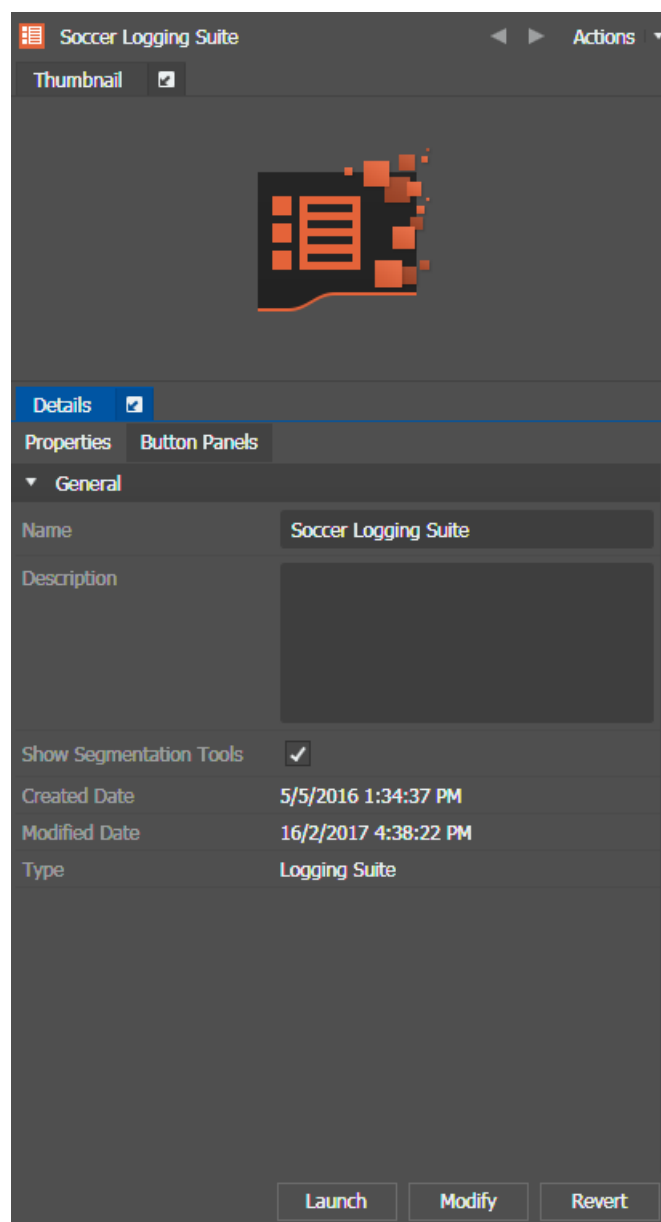 Soccer Logging Suite Actions
Thumbnail
Details
Properties Button Panels
General
Name Soccer Logging Suite
Description
Show Segmentation Tools
Created Date 5/5/2016 1:34:37 PM
Modified Date 16/2/2017 4:38:22 PM
Type Logging Suite
Launch Modify Revert